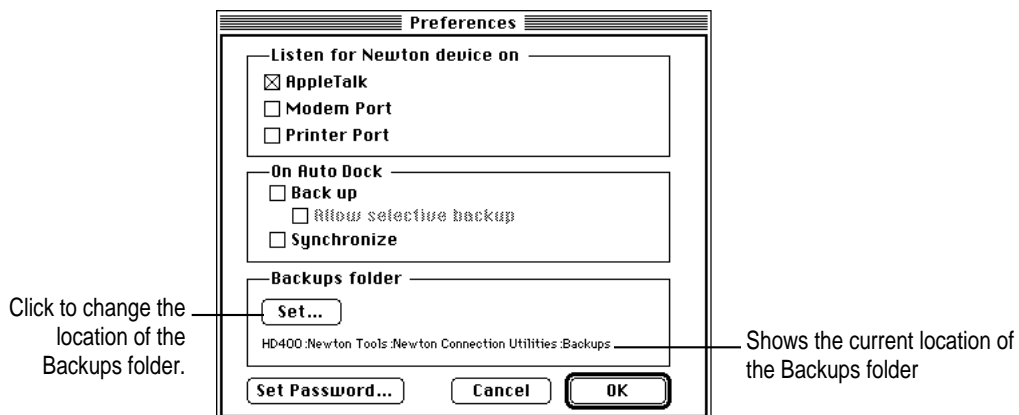 Preferences
Listen for Newton device on
AppleTalk
Modem Port
Printer Port
On Auto Dock
Back up
Allow selective backup
Synchronize
Backups folder
Set...
HD400 :Newton Tools :Newton Connection Utilities :Backups
Set Password...
Cancel
OK
Click to change the
location of the
Backups folder.
Shows the current location of
the Backups folder